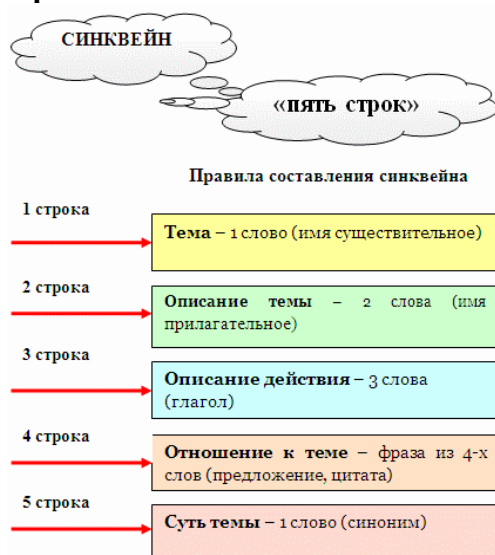 СИНКВЕЙН
«пять строк»
Правила составления синквейна
1 строка
Тема – 1 слово (имя существительное)
2 строка
Описание темы – 2 слова (имя
прилагательное)
3 строка
Описание действия – 3 слова
(глагол)
4 строка
Отношение к теме – фраза из 4-х
слов (предложение, цитата)
5 строка
Суть темы – 1 слово (синоним)